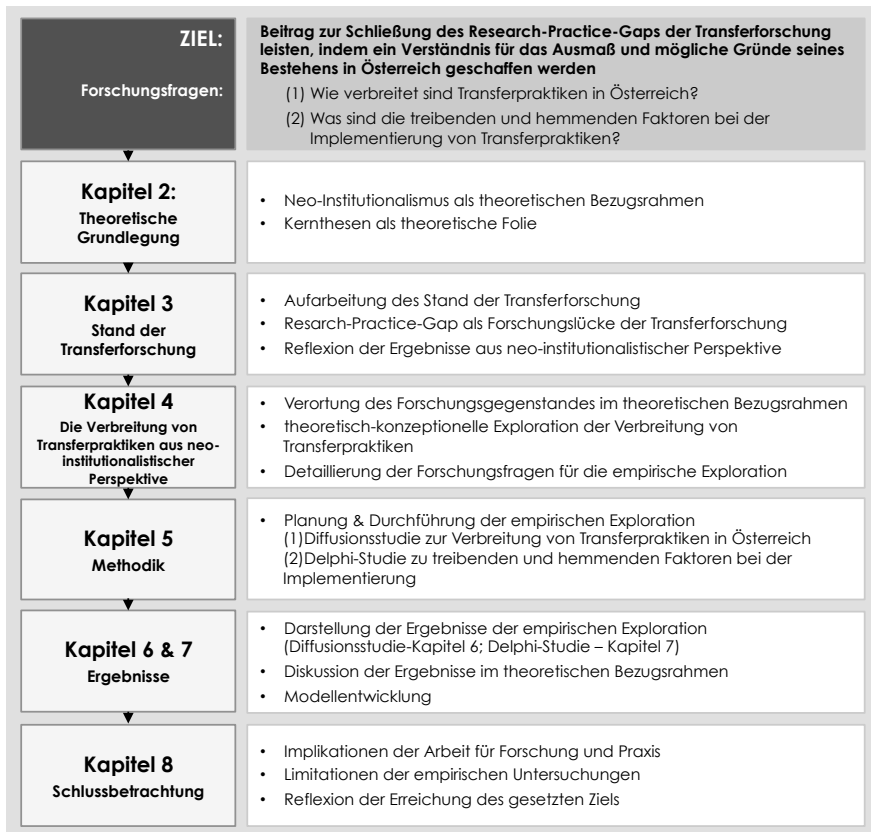 ZIEL:
Forschungsfragen:
Beitrag zur Schließung des Research-Practice-Gaps der Transferforschung
leisten, indem ein Verständnis für das Ausmaß und mögliche Gründe seines
Bestehens in Österreich geschaffen werden
(1) Wie verbreitet sind Transferpraktiken in Österreich?
(2) Was sind die treibenden und hemmenden Faktoren bei der
Implementierung von Transferpraktiken?
Kapitel 2:
Theoretische
Grundlegung
• Neo-Institutionalismus als theoretischen Bezugsrahmen
• Kernthesen als theoretische Folie
Kapitel 3
Stand der
Transferforschung
• Aufarbeitung des Stand der Transferforschung
• Resarch-Practice-Gap als Forschungslücke der Transferforschung
• Reflexion der Ergebnisse aus neo-institutionalistischer Perspektive
Kapitel 4
Die Verbreitung von
Transferpraktiken aus neo-
institutionalistischer
Perspektive
• Verortung des Forschungsgegenstandes im theoretischen Bezugsrahmen
• theoretisch-konzeptionelle Exploration der Verbreitung von
Transferpraktiken
• Detaillierung der Forschungsfragen für die empirische Exploration
Kapitel 5
Methodik
• Planung & Durchführung der empirischen Exploration
(1)Diffusionsstudie zur Verbreitung von Transferpraktiken in Österreich
(2)Delphi-Studie zu treibenden und hemmenden Faktoren bei der
Implementierung
Kapitel 6 & 7
Ergebnisse
• Darstellung der Ergebnisse der empirischen Exploration
(Diffusionsstudie-Kapitel 6; Delphi-Studie – Kapitel 7)
• Diskussion der Ergebnisse im theoretischen Bezugsrahmen
• Modellentwicklung
Kapitel 8
Schlussbetrachtung
• Implikationen der Arbeit für Forschung und Praxis
• Limitationen der empirischen Untersuchungen
• Reflexion der Erreichung des gesetzten Ziels